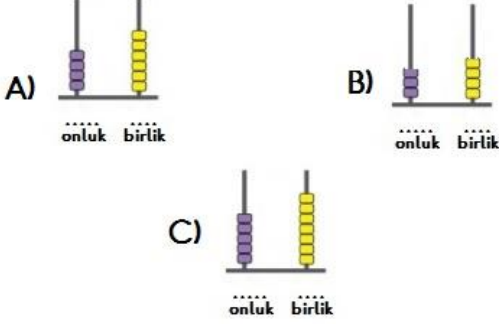 A)
..... onluk ..... birlik
B)
..... onluk ..... birlik
C)
..... onluk ..... birlik